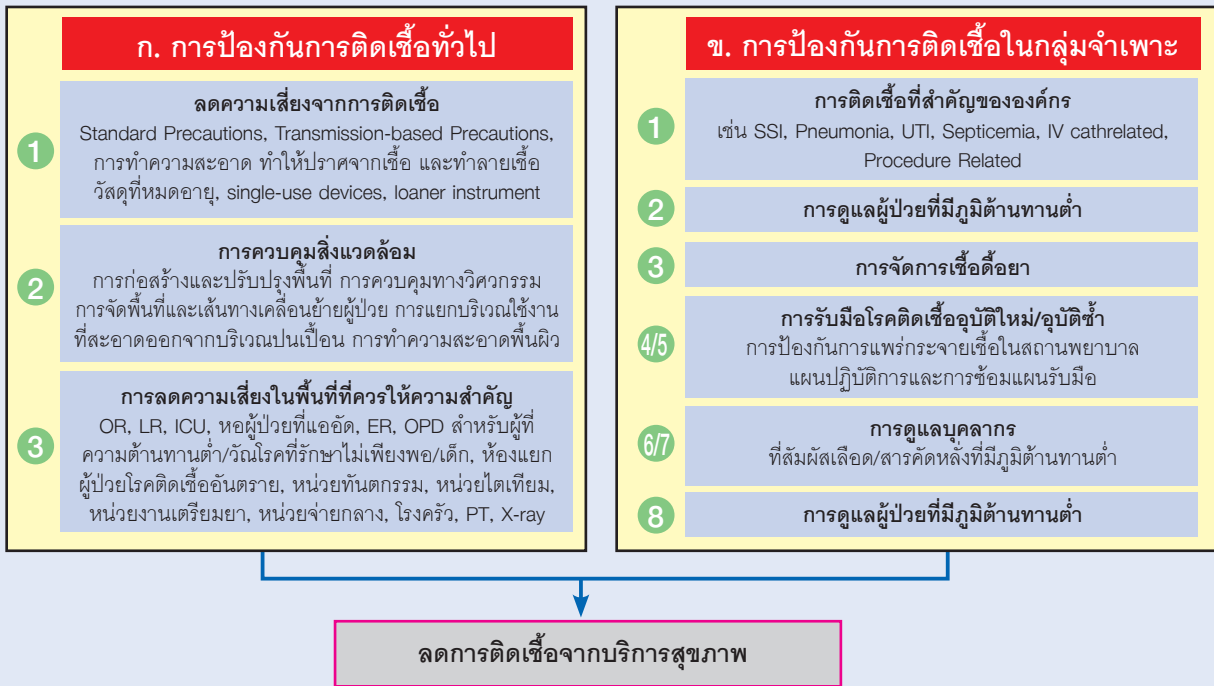 ก. การป้องกันการติดเชื้อทั่วไป
1
ลดความเสี่ยงจากการติดเชื้อ
Standard Precautions, Transmission-based Precautions,
การทำความสะอาด ทำให้ปราศจากเชื้อ และทำลายเชื้อ
วัสดุที่หมดอายุ, single-use devices, loaner instrument
2
การควบคุมสิ่งแวดล้อม
การก่อสร้างและปรับปรุงพื้นที่ การควบคุมทางวิศวกรรม
การจัดพื้นที่และเส้นทางเคลื่อนย้ายผู้ป่วย การแยกบริเวณใช้งาน
ที่สะอาดออกจากบริเวณปนเปื้อน การทำความสะอาดพื้นผิว
3
การลดความเสี่ยงในพื้นที่ที่ควรให้ความสำคัญ
OR, LR, ICU, หอผู้ป่วยที่แออัด, ER, OPD สำหรับผู้ที่
ความต้านทานต่ำ/วัณโรคที่รักษาไม่เพียงพอ/เด็ก, ห้องแยก
ผู้ป่วยโรคติดเชื้ออันตราย, หน่วยทันตกรรม, หน่วยไตเทียม,
หน่วยงานเตรียมยา, หน่วยจ่ายกลาง, โรงครัว, PT, X-ray
ข. การป้องกันการติดเชื้อในกลุ่มจำเพาะ
1
การติดเชื้อที่สำคัญขององค์กร
เช่น SSI, Pneumonia, UTI, Septicemia, IV cathrelated,
Procedure Related
2
การดูแลผู้ป่วยที่มีภูมิต้านทานต่ำ
3
การจัดการเชื้อดื้อยา
4/5
การรับมือโรคติดเชื้ออุบัติใหม่/อุบัติซ้ำ
การป้องกันการแพร่กระจายเชื้อในสถานพยาบาล
แผนปฏิบัติการและการซ้อมแผนรับมือ
6/7
การดูแลบุคลากร
ที่สัมผัสเลือด/สารคัดหลั่งที่มีภูมิต้านทานต่ำ
8
การดูแลผู้ป่วยที่มีภูมิต้านทานต่ำ
ลดการติดเชื้อจากบริการสุขภาพ